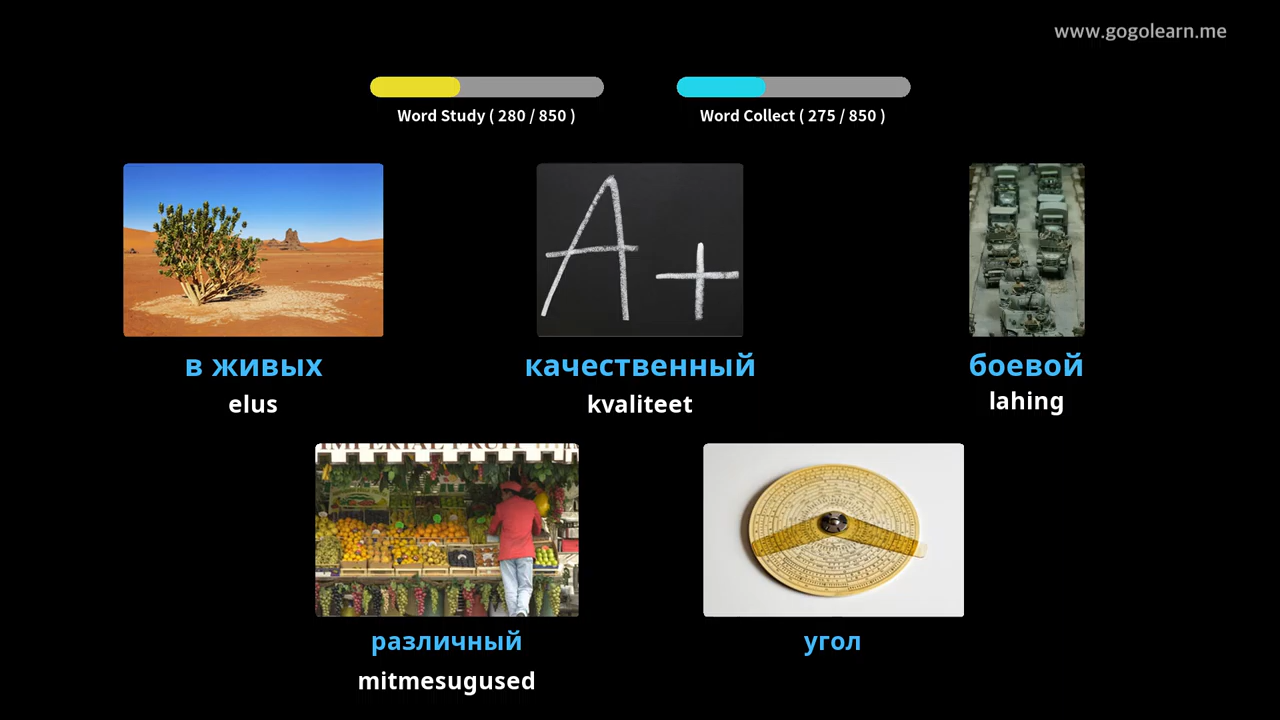 www.gogolearn.me
Word Study ( 280 / 850 )
Word Collect ( 275 / 850 )
A+
в живых
elus
качественный
kvaliteet
боевой
lahing
различный
mitmesugused
угол